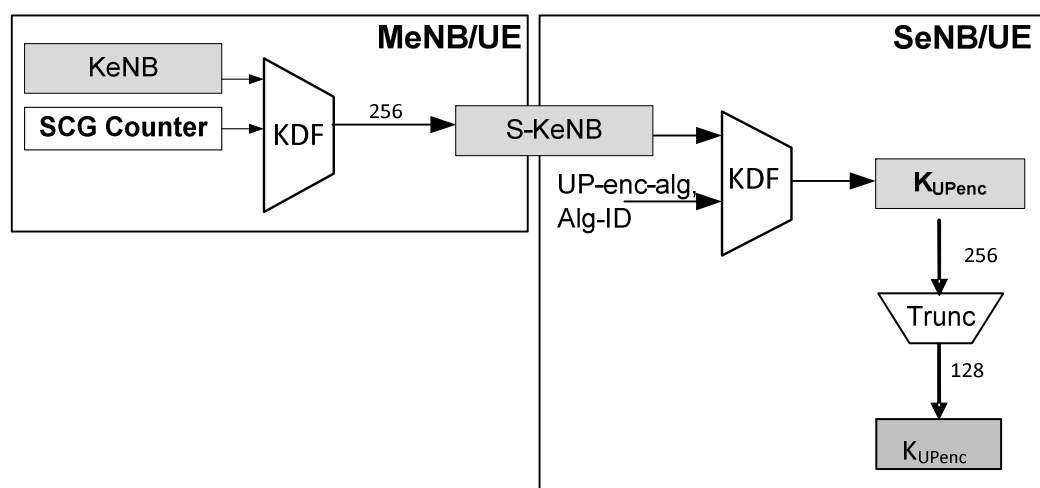 MeNB/UE
KeNB
SCG Counter
KDF
256
S-KeNB
SeNB/UE
UP-enc-alg,
Alg-ID
KDF
KUPenc
256
Trunc
128
KUPenc